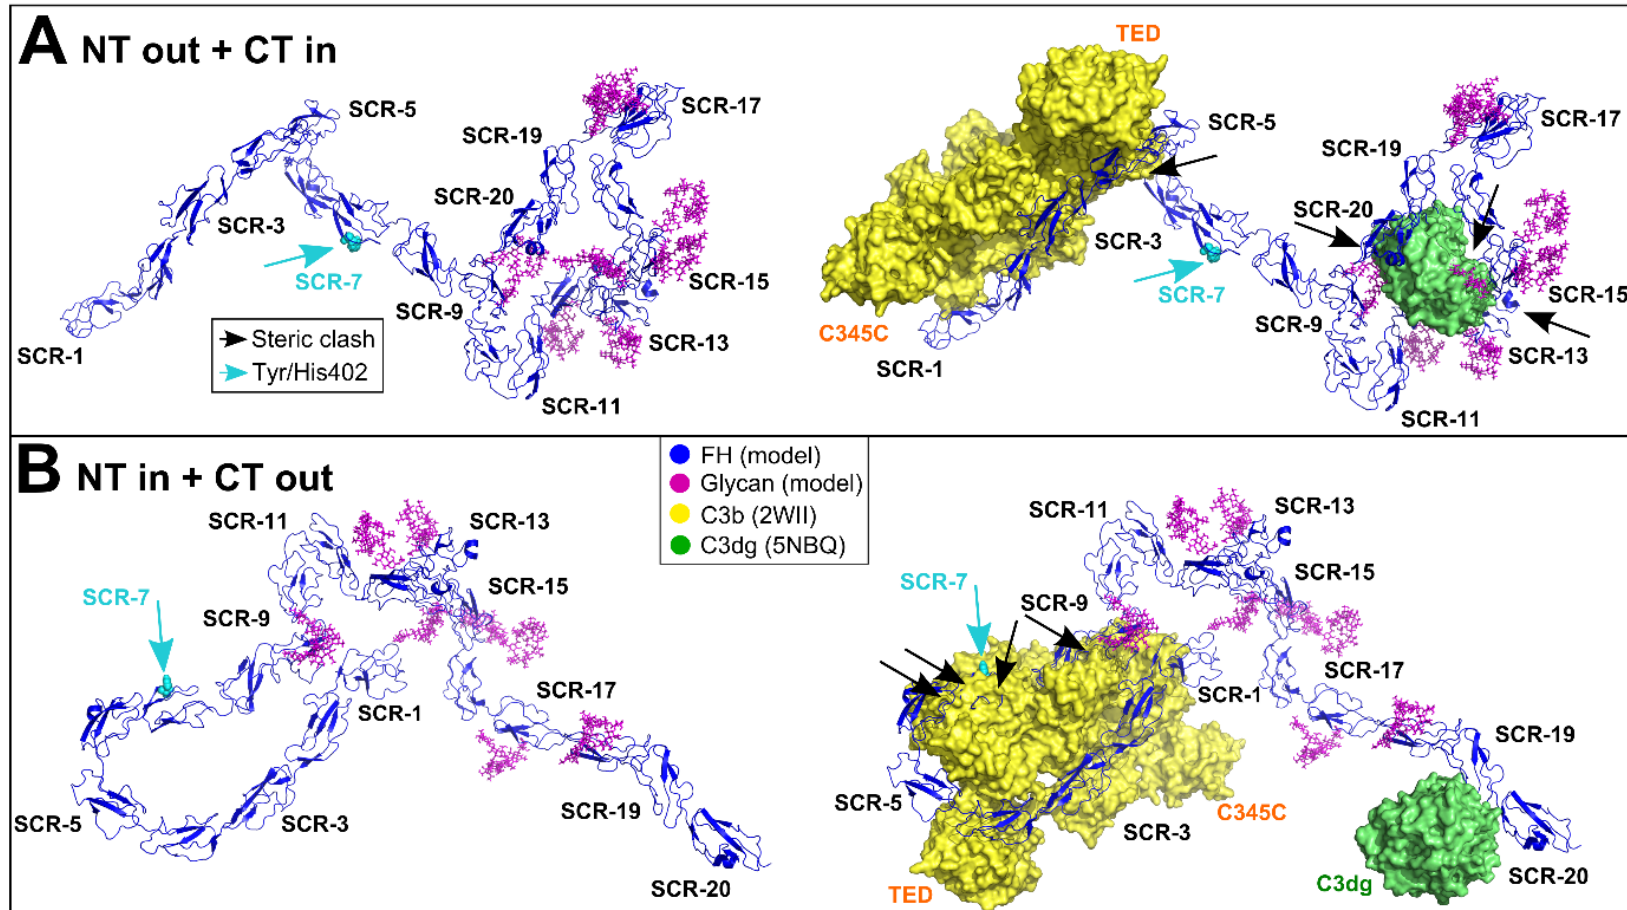 A NT out + CT in
SCR-5
SCR-17
SCR-19
SCR-20
SCR-3
SCR-7
SCR-15
SCR-9
SCR-13
SCR-1
SCR-11
Steric clash
Tyr/His402
TED
SCR-5
SCR-17
SCR-19
SCR-20
SCR-3
SCR-7
SCR-15
SCR-9
C345C
SCR-13
SCR-1
SCR-11
B NT in + CT out
FH (model)
Glycan (model)
C3b (2WII)
C3dg (5NBQ)
SCR-11
SCR-13
SCR-15
SCR-7
SCR-9
SCR-17
SCR-1
SCR-19
SCR-5
SCR-3
SCR-20
SCR-11
SCR-13
SCR-15
SCR-7
SCR-9
SCR-17
SCR-1
SCR-19
SCR-5
C345C
SCR-3
TED
C3dg
SCR-20